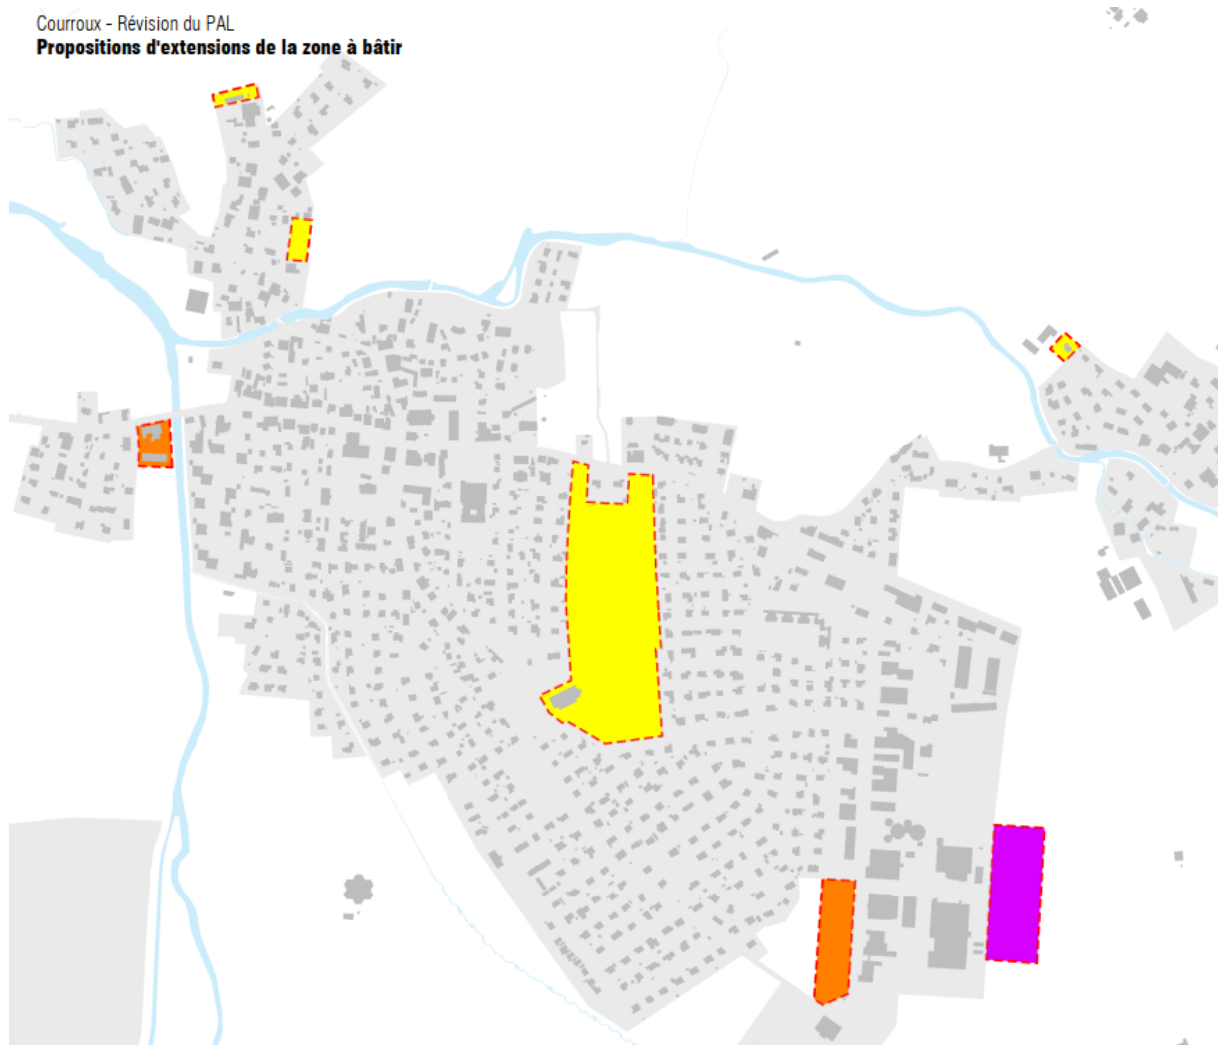 Courroux - Révision du PAL
Propositions d'extensions de la zone à bâtir